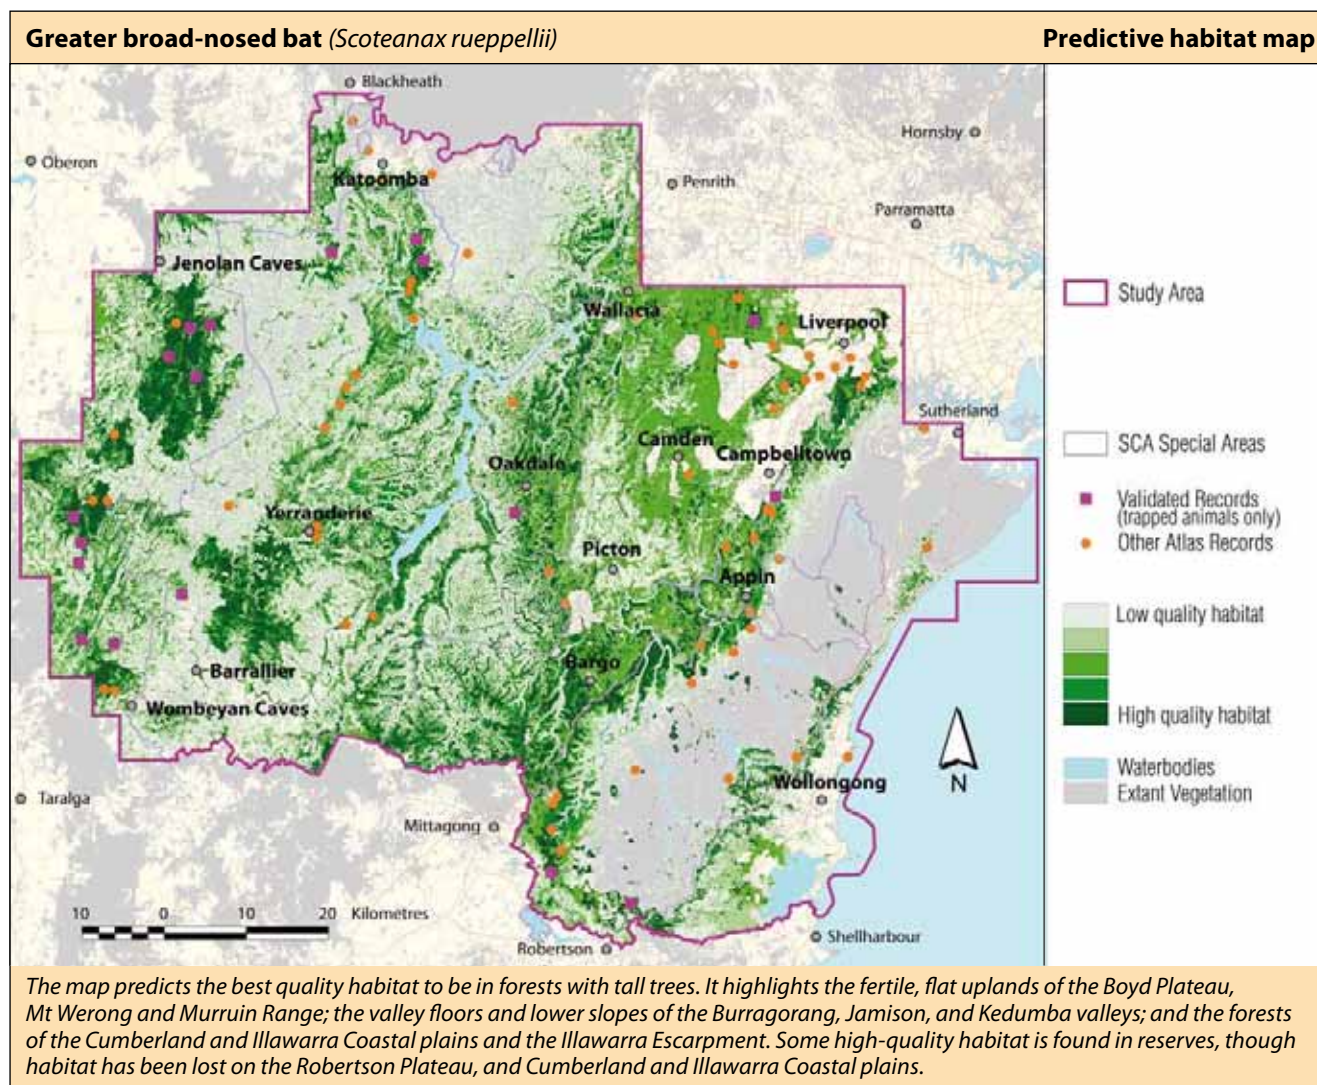 Greater broad-nosed bat (Scoteanax rueppellii)
Predictive habitat map
Blackheath
Hornsby
Oberon
Katoomba
Penrith
Parramatta
Jenolan Caves
Wallacia
Liverpool
Study Area
Sutherland
Camden
Campbelltown
SCA Special Areas
Oakdale
Validated Records
(trapped animals only)
Other Atlas Records
Yerranderie
Picton
Appin
Low quality habitat
Bargo
Barrallier
Wombeyan Caves
High quality habitat
N
Waterbodies
Extant Vegetation
Wollongong
Taralga
Mittagong
10 0 10 20 Kilometres
Robertson
Shellharbour
The map predicts the best quality habitat to be in forests with tall trees. It highlights the fertile, flat uplands of the Boyd Plateau,
Mt Werong and Murruin Range; the valley floors and lower slopes of the Burragorang, Jamison, and Kedumba valleys; and the forests
of the Cumberland and Illawarra Coastal plains and the Illawarra Escarpment. Some high-quality habitat is found in reserves, though
habitat has been lost on the Robertson Plateau, and Cumberland and Illawarra Coastal plains.